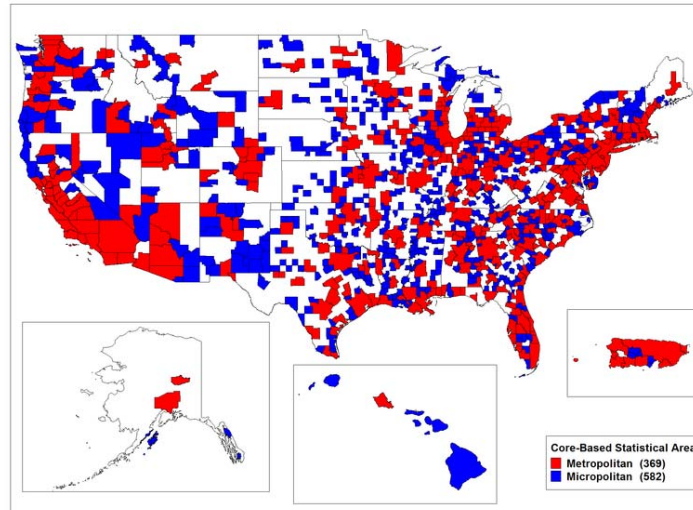 Core-Based Statistical Area
Metropolitan (369)
Micropolitan (582)